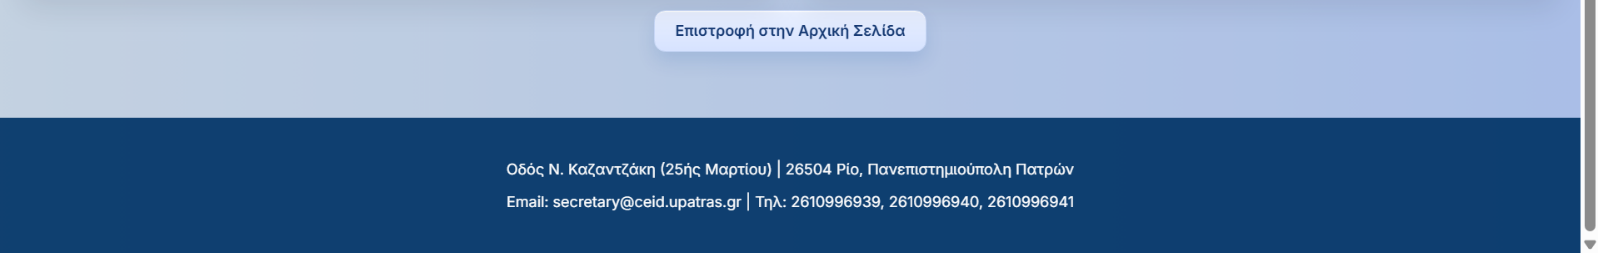 Επιστροφή στην Αρχική Σελίδα
Οδός Ν. Καζαντζάκη (25ής Μαρτίου) | 26504 Ρίο, Πανεπιστημιούπολη Πατρών
Email: secretary@ceid.upatras.gr | Τηλ: 2610996939, 2610996940, 2610996941